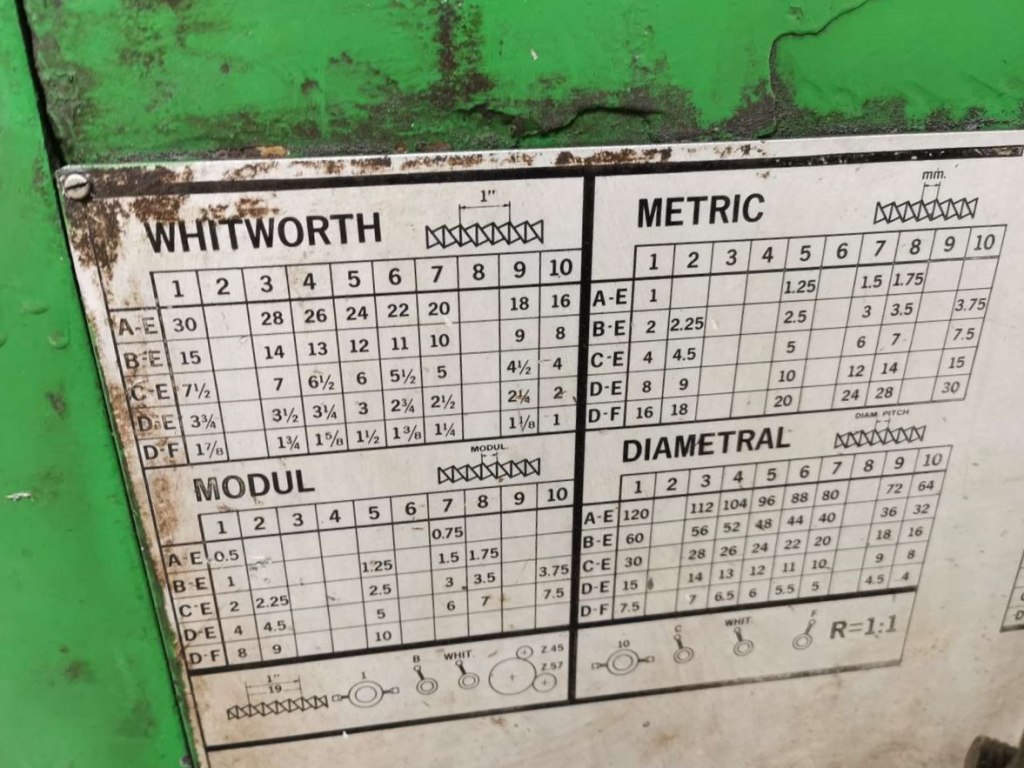 WHITWORTH 1"
1 2 3 4 5 6 7 8 9 10
A-E 30 28 26 24 22 20 18 16
B-E 15 14 13 12 11 10 9 8
C-E 7½ 7 6½ 6 5½ 5 4½ 4
D-E 3¾ 3½ 3¼ 3 2¾ 2½ 2¼ 2
D-F 1⅞ 1¾ 1⅝ 1½ 1⅜ 1¼ 1⅛ 1
METRIC mm.
1 2 3 4 5 6 7 8 9 10
A-E 1 1.25 1.5 1.75
B-E 2 2.25 2.5 3 3.5 3.75
C-E 4 4.5 5 6 7 7.5
D-E 8 9 10 12 14 15
D-F 16 18 20 24 28 30
MODUL MODUL.
1 2 3 4 5 6 7 8 9 10
A-E 0.5 0.75
B-E 1 1.25 1.5 1.75
C-E 2 2.25 2.5 3 3.5 3.75
D-E 4 4.5 5 6 7 7.5
D-F 8 9 10
DIAMETRAL DIAM. PITCH
1 2 3 4 5 6 7 8 9 10
A-E 120 112 104 96 88 80 72 64
B-E 60 56 52 48 44 40 36 32
C-E 30 28 26 24 22 20 18 16
D-E 15 14 13 12 11 10 9 8
D-F 7.5 7 6.5 6 5.5 5 4.5 4
1" 19 1 B WHIT. 2.45 2.57
10 C WHIT. F R=1:1